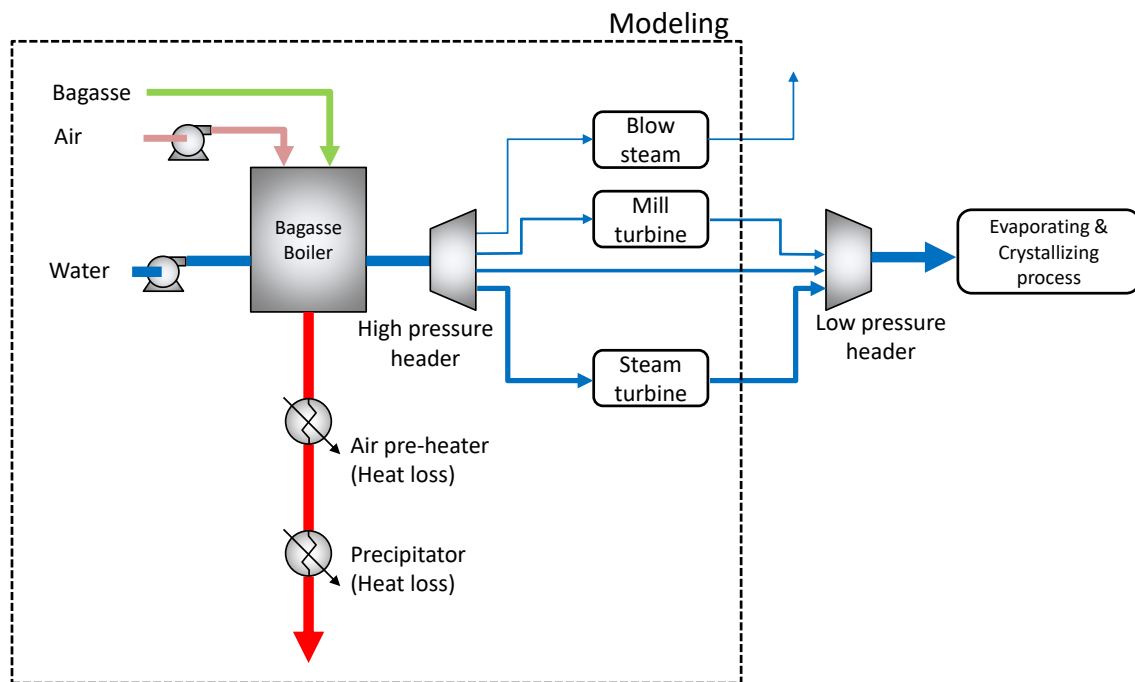 Modeling
Bagasse
Air
Blow
steam
Mill
turbine
Bagasse
Boiler
Evaporating &
Crystallizing
process
Water
High pressure
header
Low pressure
header
Steam
turbine
Air pre-heater
(Heat loss)
Precipitator
(Heat loss)